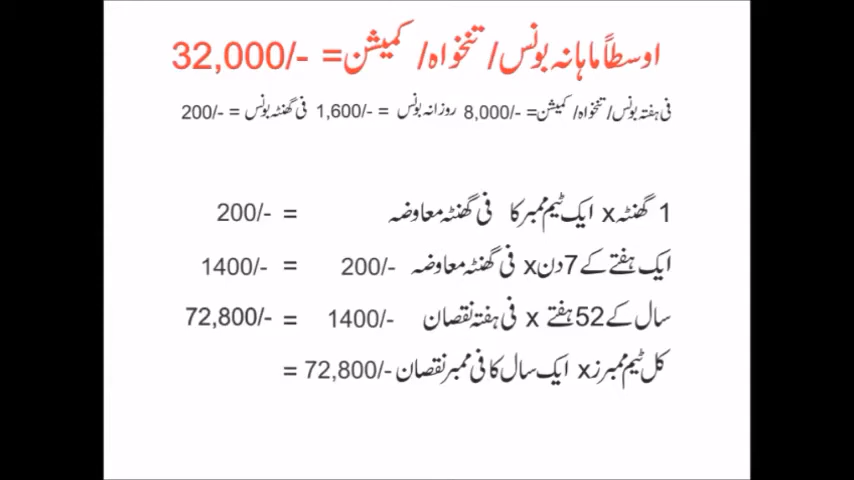 اوسطاً ماہانہ بونس/ تنخواہ/ کمیشن= -/32,000
فی ہفتہ بونس/ تنخواہ/ کمیشن= -/8,000 روزانہ بونس = -/1,600 فی گھنٹہ بونس = -/200
1 گھنٹہ x ایک ٹیم ممبر کا فی گھنٹہ معاوضہ = -/200
ایک ہفتے کے 7 دن x فی گھنٹہ معاوضہ -/200 = -/1400
سال کے 52 ہفتے x فی ہفتہ نقصان -/1400 = -/72,800
کل ٹیم ممبرز x ایک سال کا فی ممبر نقصان -/72,800 =